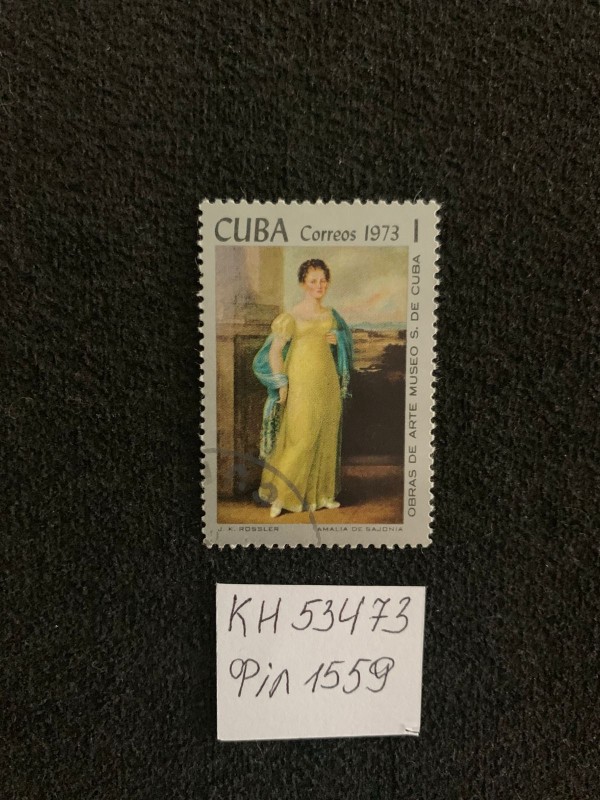 CUBA Correos 1973 1
OBRAS DE ARTE MUSEO S. DE CUBA
J. K. ROSSLER AMALIA DE SAJONIA
КН 53473
Філ 1559